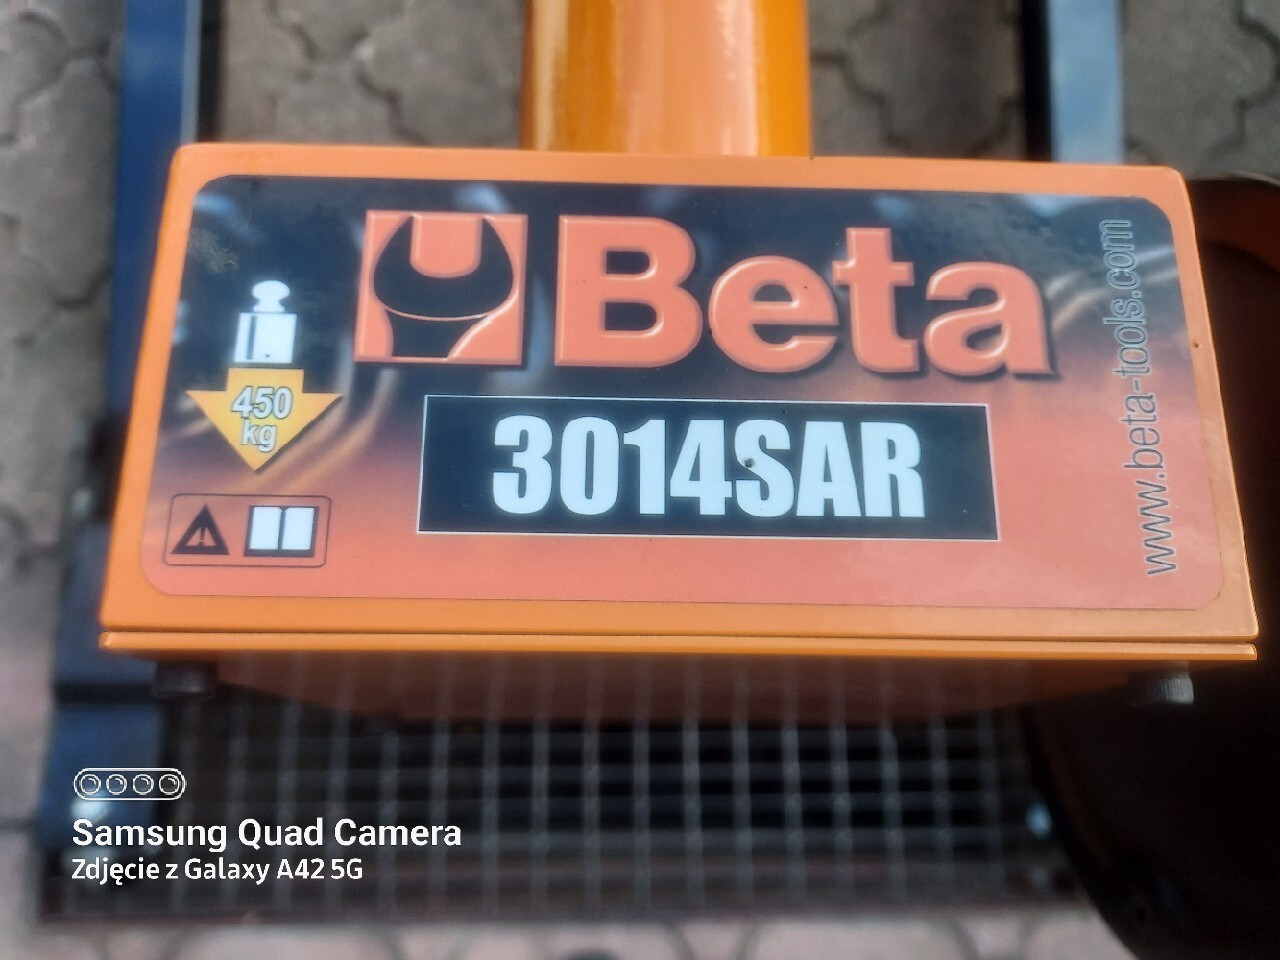 Beta
450
kg
3014SAR
www.beta-tools.com
Samsung Quad Camera
Zdjęcie z Galaxy A42 5G